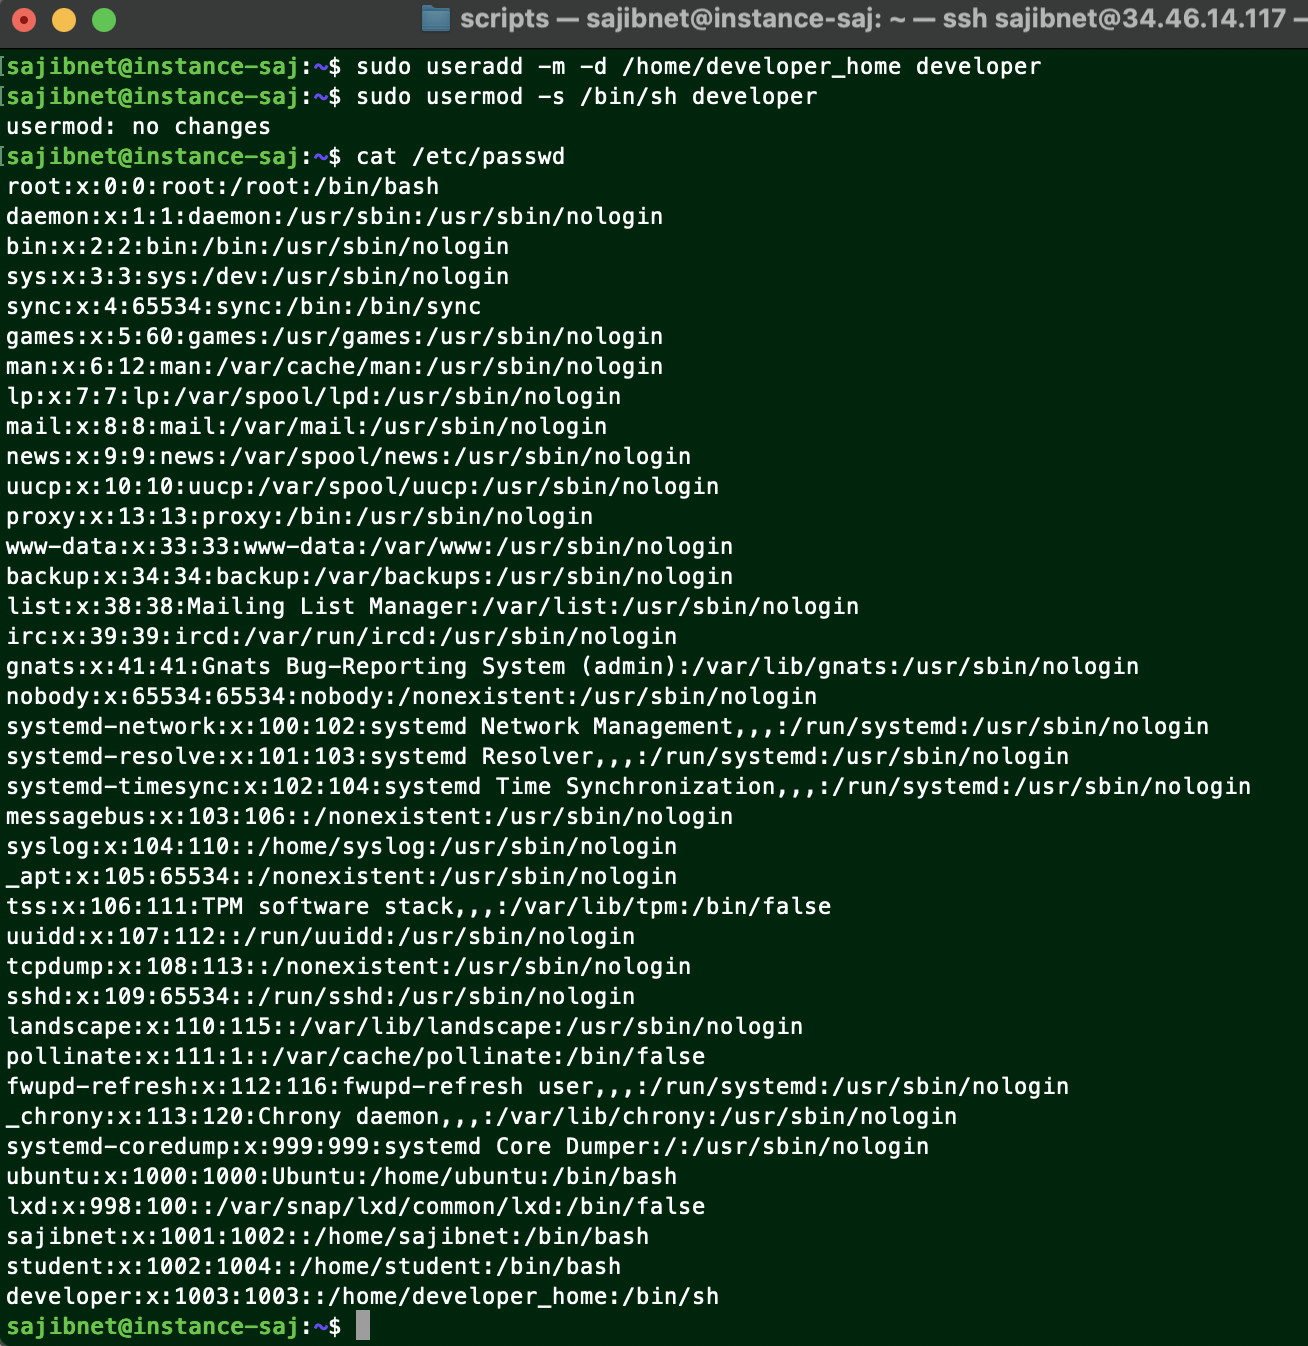 scripts — sajibnet@instance-saj: ~ — ssh sajibnet@34.46.14.117 —
[sajibnet@instance-saj:~$ sudo useradd -m -d /home/developer_home developer
[sajibnet@instance-saj:~$ sudo usermod -s /bin/sh developer
usermod: no changes
[sajibnet@instance-saj:~$ cat /etc/passwd
root:x:0:0:root:/root:/bin/bash
daemon:x:1:1:daemon:/usr/sbin:/usr/sbin/nologin
bin:x:2:2:bin:/bin:/usr/sbin/nologin
sys:x:3:3:sys:/dev:/usr/sbin/nologin
sync:x:4:65534:sync:/bin:/bin/sync
games:x:5:60:games:/usr/games:/usr/sbin/nologin
man:x:6:12:man:/var/cache/man:/usr/sbin/nologin
lp:x:7:7:lp:/var/spool/lpd:/usr/sbin/nologin
mail:x:8:8:mail:/var/mail:/usr/sbin/nologin
news:x:9:9:news:/var/spool/news:/usr/sbin/nologin
uucp:x:10:10:uucp:/var/spool/uucp:/usr/sbin/nologin
proxy:x:13:13:proxy:/bin:/usr/sbin/nologin
www-data:x:33:33:www-data:/var/www:/usr/sbin/nologin
backup:x:34:34:backup:/var/backups:/usr/sbin/nologin
list:x:38:38:Mailing List Manager:/var/list:/usr/sbin/nologin
irc:x:39:39:ircd:/var/run/ircd:/usr/sbin/nologin
gnats:x:41:41:Gnats Bug-Reporting System (admin):/var/lib/gnats:/usr/sbin/nologin
nobody:x:65534:65534:nobody:/nonexistent:/usr/sbin/nologin
systemd-network:x:100:102:systemd Network Management,,,:/run/systemd:/usr/sbin/nologin
systemd-resolve:x:101:103:systemd Resolver,,,:/run/systemd:/usr/sbin/nologin
systemd-timesync:x:102:104:systemd Time Synchronization,,,:/run/systemd:/usr/sbin/nologin
messagebus:x:103:106::/nonexistent:/usr/sbin/nologin
syslog:x:104:110::/home/syslog:/usr/sbin/nologin
_apt:x:105:65534::/nonexistent:/usr/sbin/nologin
tss:x:106:111:TPM software stack,,,:/var/lib/tpm:/bin/false
uuidd:x:107:112::/run/uuidd:/usr/sbin/nologin
tcpdump:x:108:113::/nonexistent:/usr/sbin/nologin
sshd:x:109:65534::/run/sshd:/usr/sbin/nologin
landscape:x:110:115::/var/lib/landscape:/usr/sbin/nologin
pollinate:x:111:1::/var/cache/pollinate:/bin/false
fwupd-refresh:x:112:116:fwupd-refresh user,,,:/run/systemd:/usr/sbin/nologin
_chrony:x:113:120:Chrony daemon,,,:/var/lib/chrony:/usr/sbin/nologin
systemd-coredump:x:999:999:systemd Core Dumper:/:/usr/sbin/nologin
ubuntu:x:1000:1000:Ubuntu:/home/ubuntu:/bin/bash
lxd:x:998:100::/var/snap/lxd/common/lxd:/bin/false
sajibnet:x:1001:1002::/home/sajibnet:/bin/bash
student:x:1002:1004::/home/student:/bin/bash
developer:x:1003:1003::/home/developer_home:/bin/sh
sajibnet@instance-saj:~$